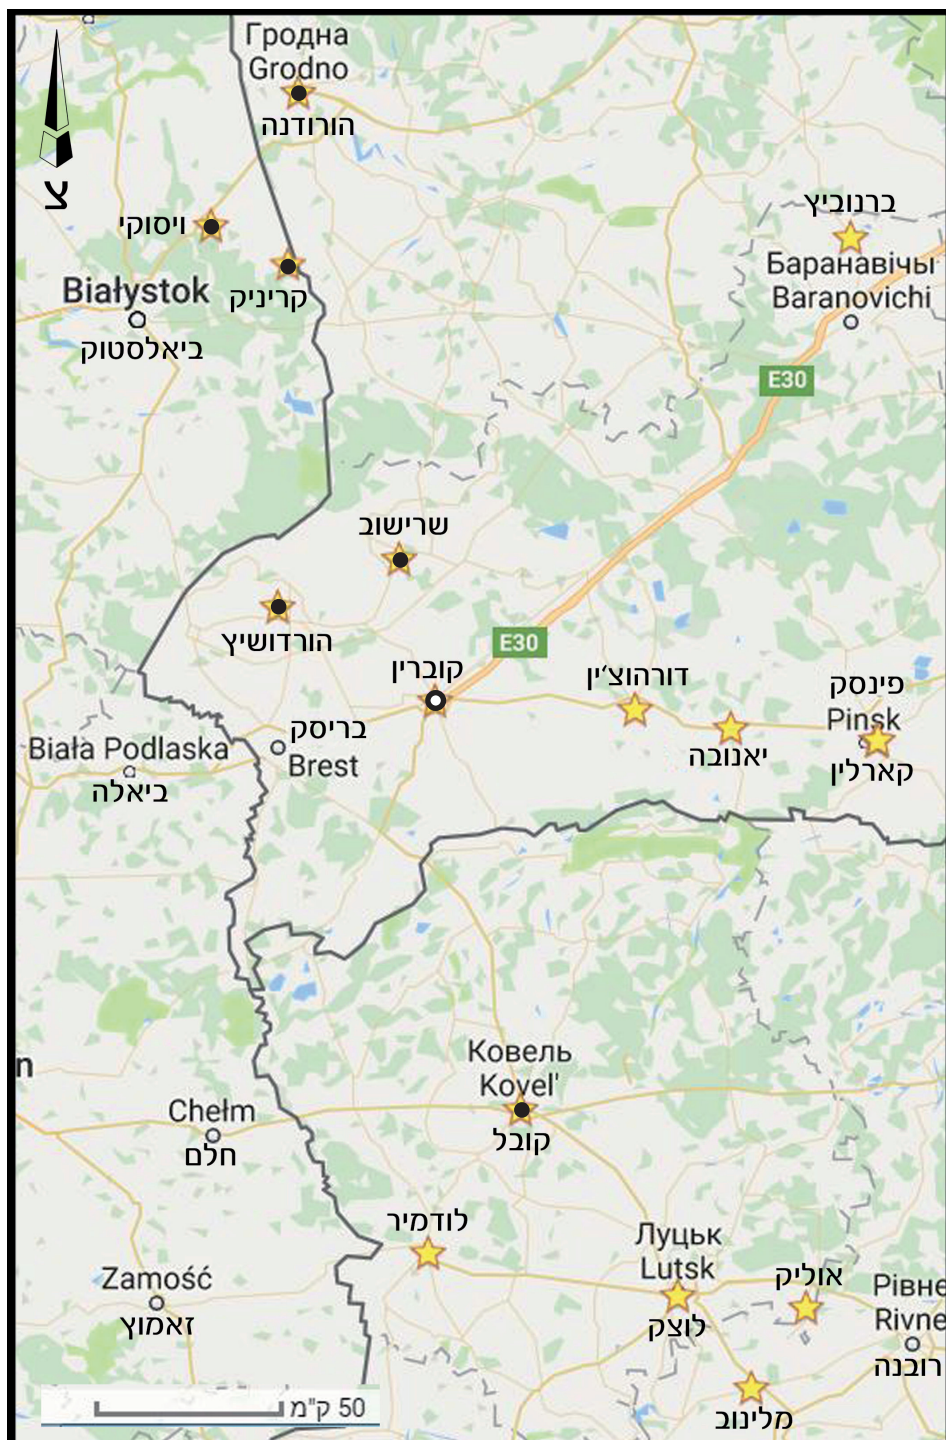 Гродна
Grodno
הורודנה
צ
ברנוביץ
ויסוקי
Баранавічы
Baranovichi
Białystok
קריניק
ביאלסטוק
E30
שרישוב
הורדושיץ
E30
קוברין
דורהוצ'ין
פינסק
Pinsk
בריסק
Brest
Biała Podlaska
יאנובה
קארלין
ביאלה
Ковель
Kovel'
n
Chełm
קובל
חלם
לודמיר
Луцьк
Lutsk
אוליק
Zamość
Рівне
Rivne
זאמוץ
לוצק
רובנה
50 ק"מ
מלינוב